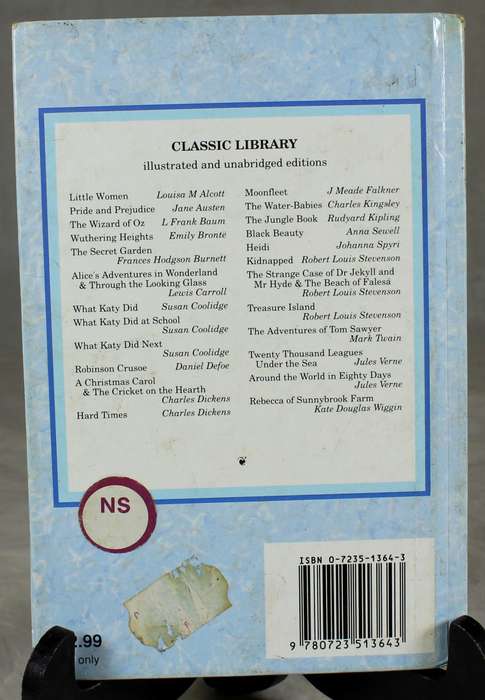 CLASSIC LIBRARY
illustrated and unabridged editions
Little Women Louisa M Alcott
Pride and Prejudice Jane Austen
The Wizard of Oz L Frank Baum
Wuthering Heights Emily Brontë
The Secret Garden
Frances Hodgson Burnett
Alice's Adventures in Wonderland
& Through the Looking Glass
Lewis Carroll
What Katy Did Susan Coolidge
What Katy Did at School
Susan Coolidge
What Katy Did Next
Susan Coolidge
Robinson Crusoe Daniel Defoe
A Christmas Carol
& The Cricket on the Hearth
Charles Dickens
Hard Times Charles Dickens
Moonfleet J Meade Falkner
The Water-Babies Charles Kingsley
The Jungle Book Rudyard Kipling
Black Beauty Anna Sewell
Heidi Johanna Spyri
Kidnapped Robert Louis Stevenson
The Strange Case of Dr Jekyll and
Mr Hyde & The Beach of Falesá
Robert Louis Stevenson
Treasure Island
Robert Louis Stevenson
The Adventures of Tom Sawyer
Mark Twain
Twenty Thousand Leagues
Under the Sea Jules Verne
Around the World in Eighty Days
Jules Verne
Rebecca of Sunnybrook Farm
Kate Douglas Wiggin
NS
ISBN 0-7235-1364-3
9 780723 513643
.99
only